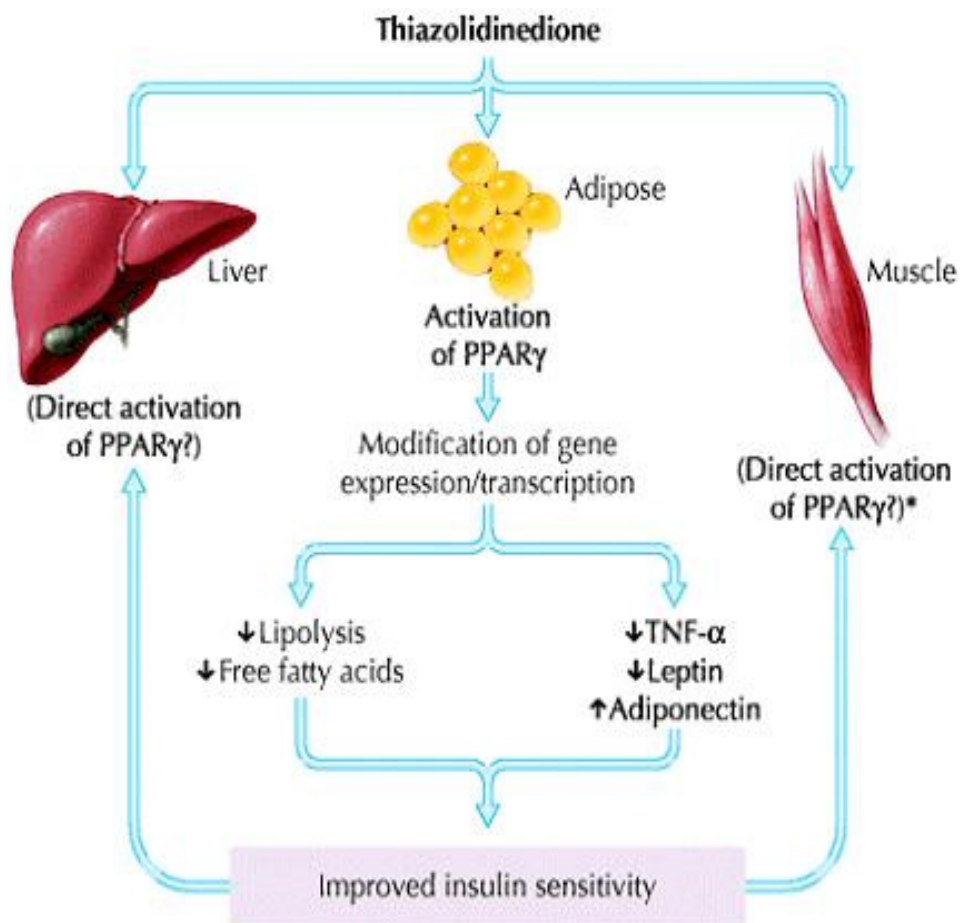 Thiazolidinedione
Adipose
Liver
Muscle
Activation
of PPARγ
(Direct activation
of PPARγ?)
Modification of gene
expression/transcription
(Direct activation
of PPARγ?)*
↓Lipolysis
↓Free fatty acids
↓TNF-α
↓Leptin
↑Adiponectin
Improved insulin sensitivity